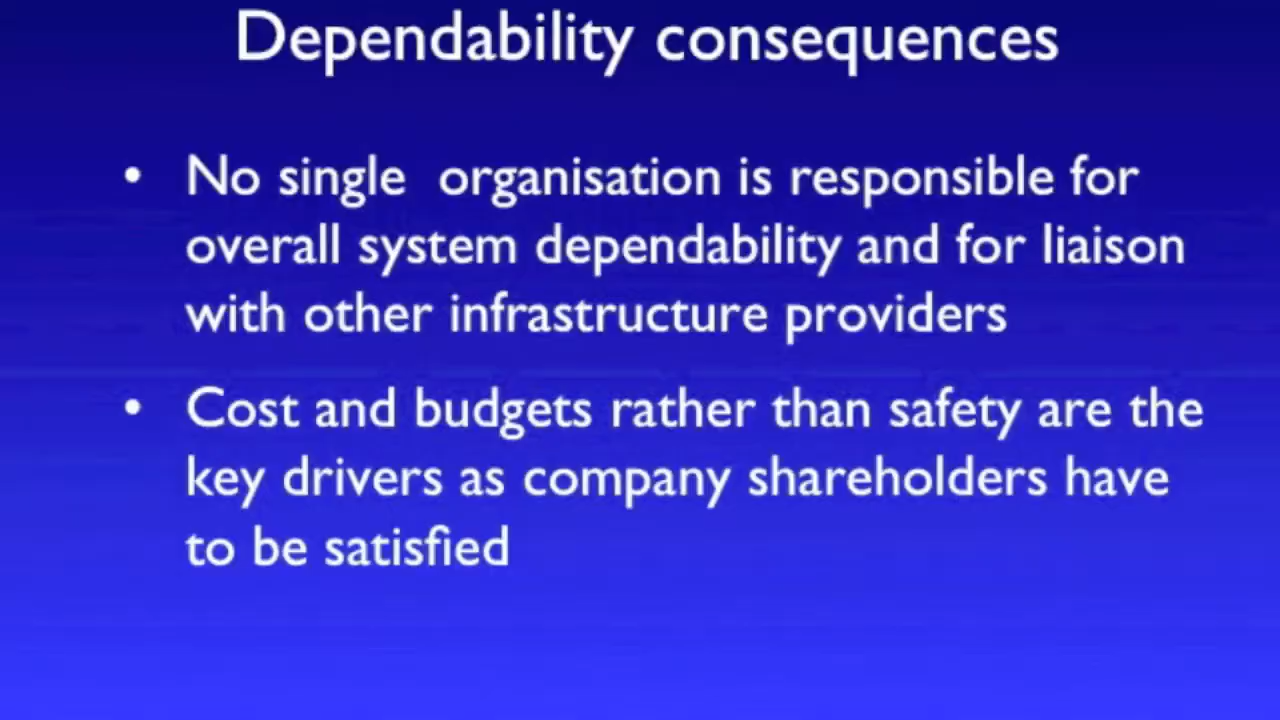 Dependability consequences
• No single organisation is responsible for
overall system dependability and for liaison
with other infrastructure providers
• Cost and budgets rather than safety are the
key drivers as company shareholders have
to be satisfied